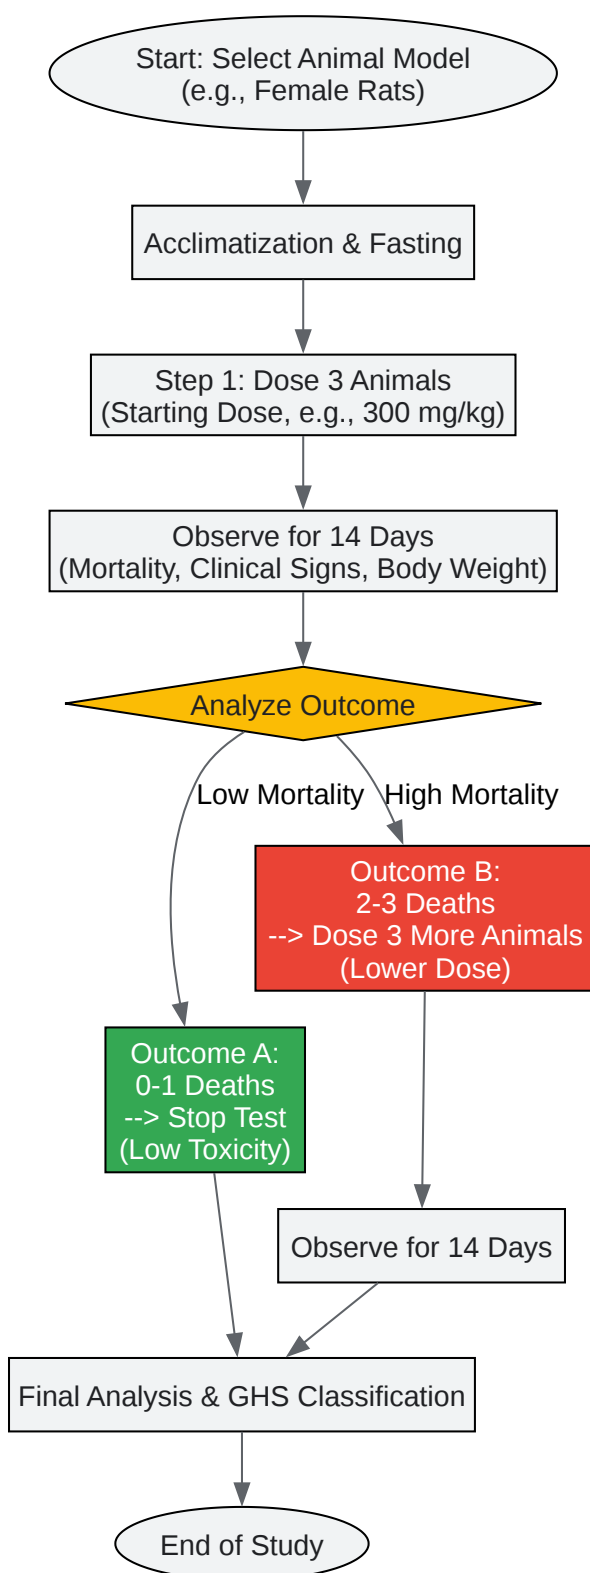 Start: Select Animal Model
(e.g., Female Rats)
Acclimatization & Fasting
Step 1: Dose 3 Animals
(Starting Dose, e.g., 300 mg/kg)
Observe for 14 Days
(Mortality, Clinical Signs, Body Weight)
Analyze Outcome
Low Mortality
High Mortality
Outcome B:
2-3 Deaths
--> Dose 3 More Animals
(Lower Dose)
Outcome A:
0-1 Deaths
--> Stop Test
(Low Toxicity)
Observe for 14 Days
Final Analysis & GHS Classification
End of Study